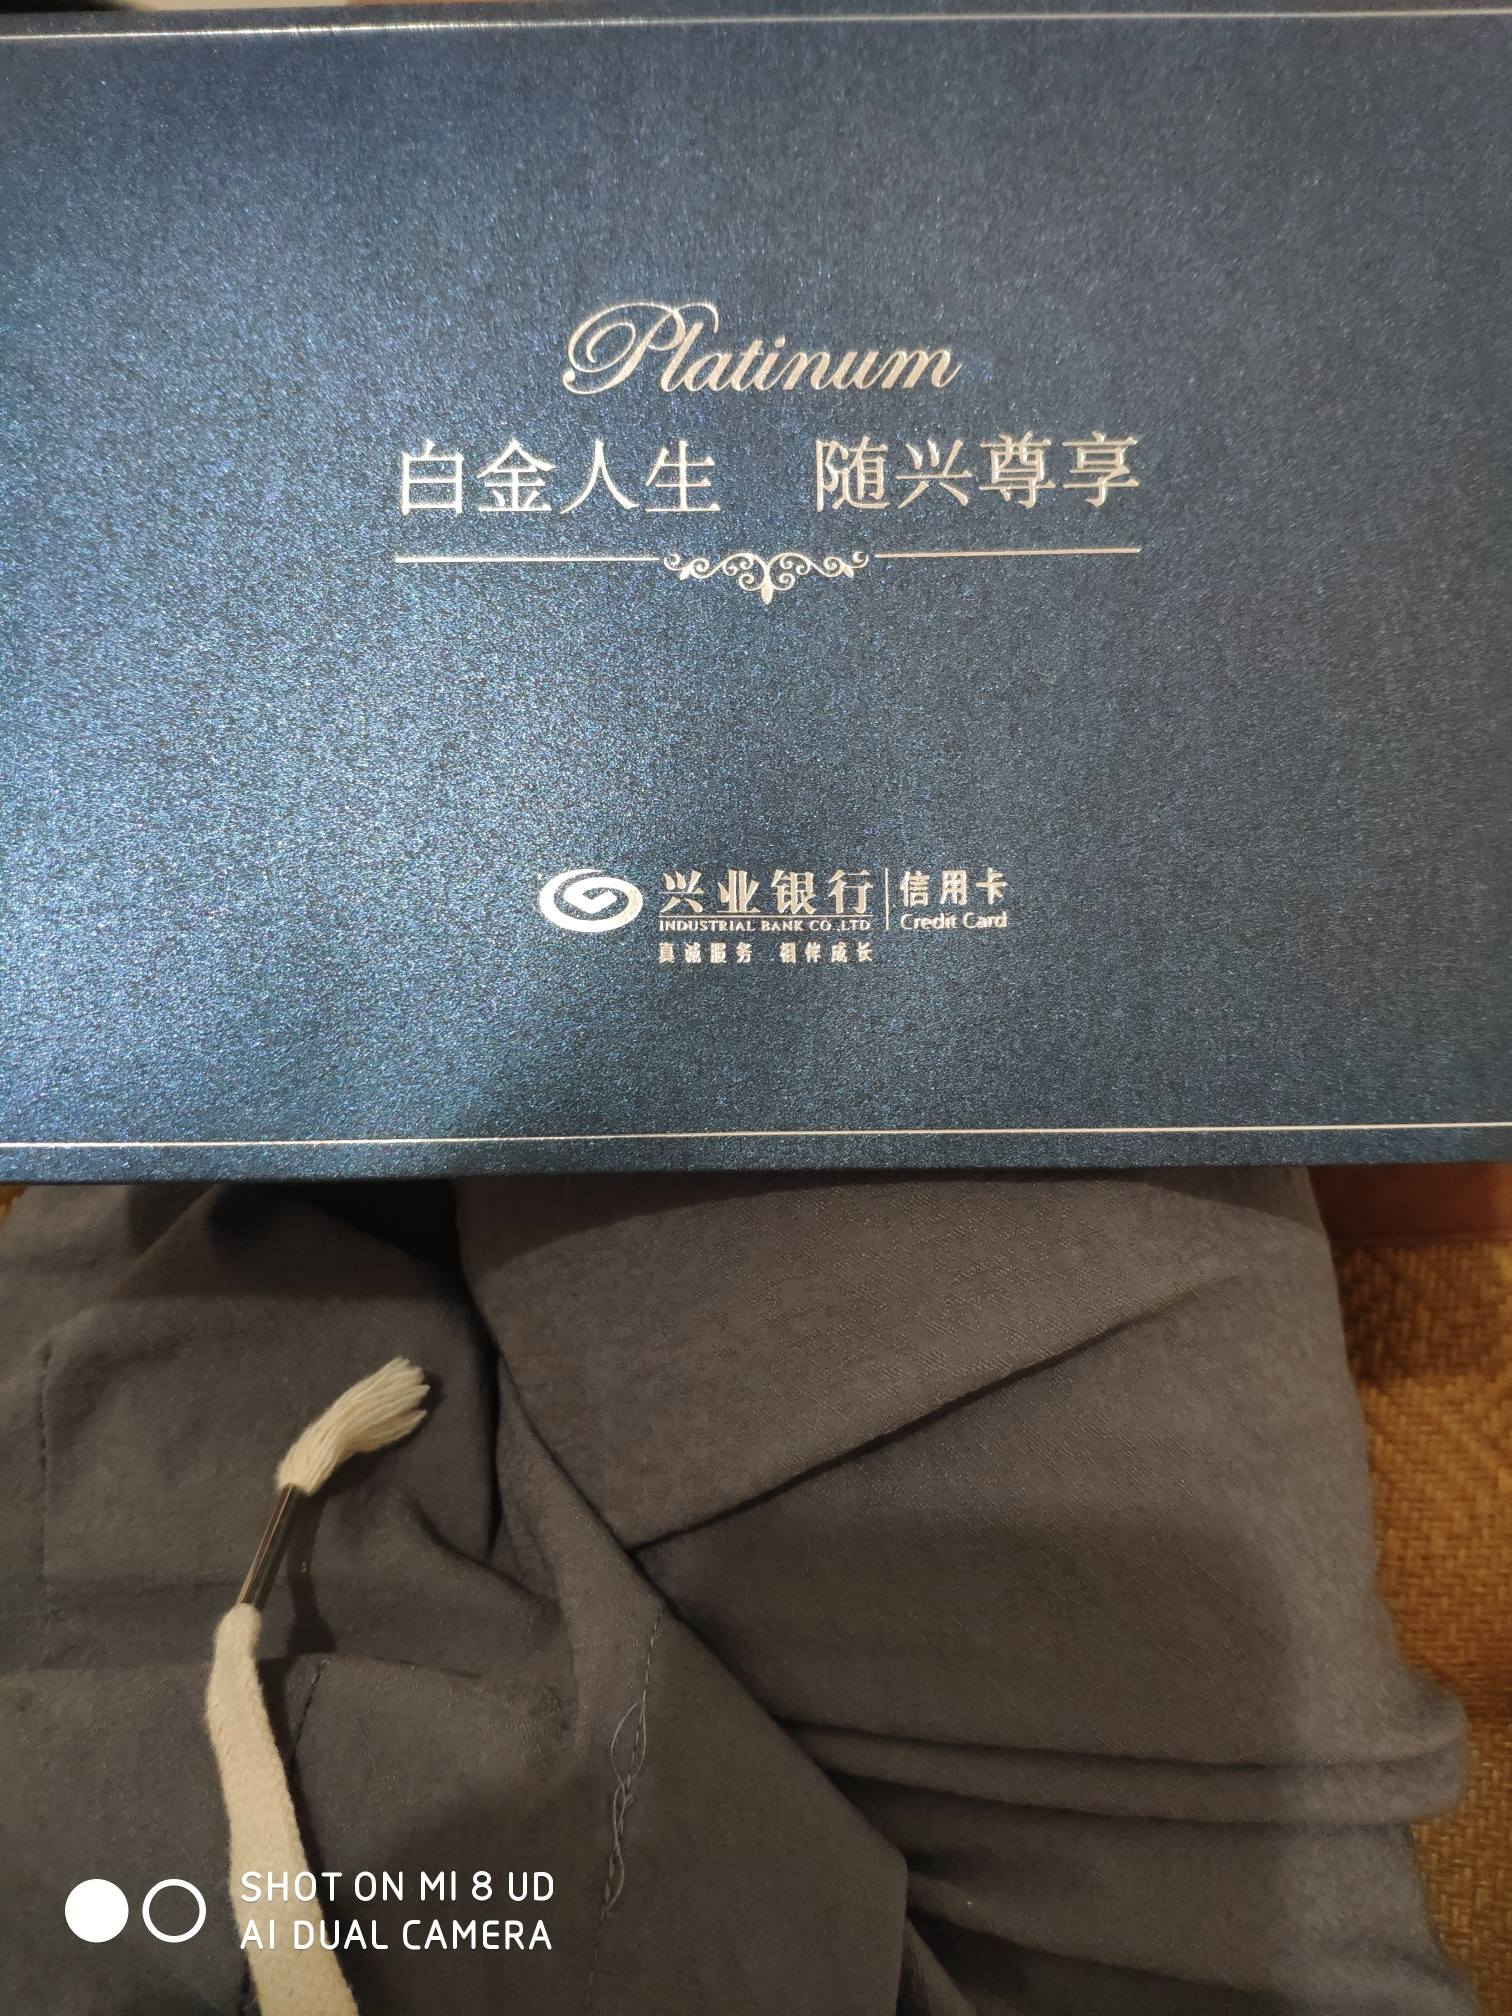 Platinum
白金人生 随兴尊享
兴业银行 信用卡
INDUSTRIAL BANK CO.,LTD Credit Card
真诚服务 相伴成长
SHOT ON MI 8 UD
AI DUAL CAMERA